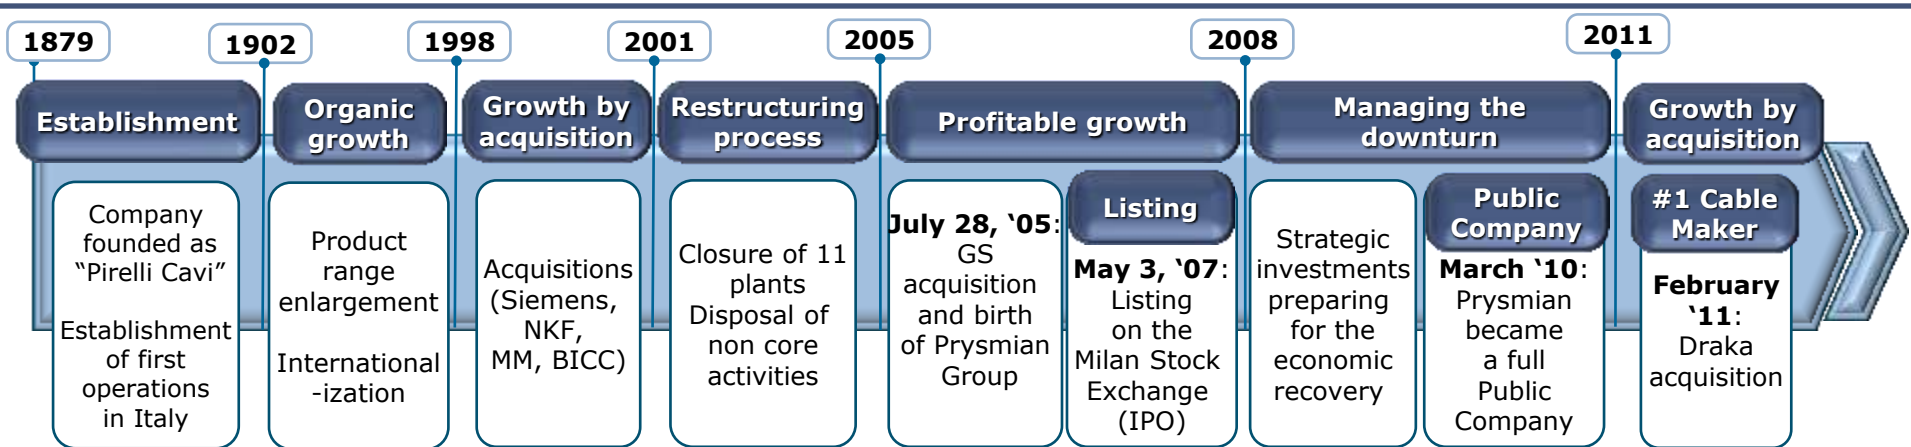 1879
1902
1998
2001
2005
2008
2011
Establishment
Organic
growth
Growth by
acquisition
Restructuring
process
Profitable growth
Managing the
downturn
Growth by
acquisition
Company
founded as
“Pirelli Cavi”
Establishment
of first
operations
in Italy
Product
range
enlargement
International
-ization
Acquisitions
(Siemens,
NKF,
MM, BICC)
Closure of 11
plants
Disposal of
non core
activities
July 28, ‘05:
GS
acquisition
and birth
of Prysmian
Group
Listing
May 3, ‘07:
Listing
on the
Milan Stock
Exchange
(IPO)
Strategic
investments
preparing
for the
economic
recovery
Public
Company
March ‘10:
Prysmian
became
a full
Public
Company
#1 Cable
Maker
February
‘11:
Draka
acquisition